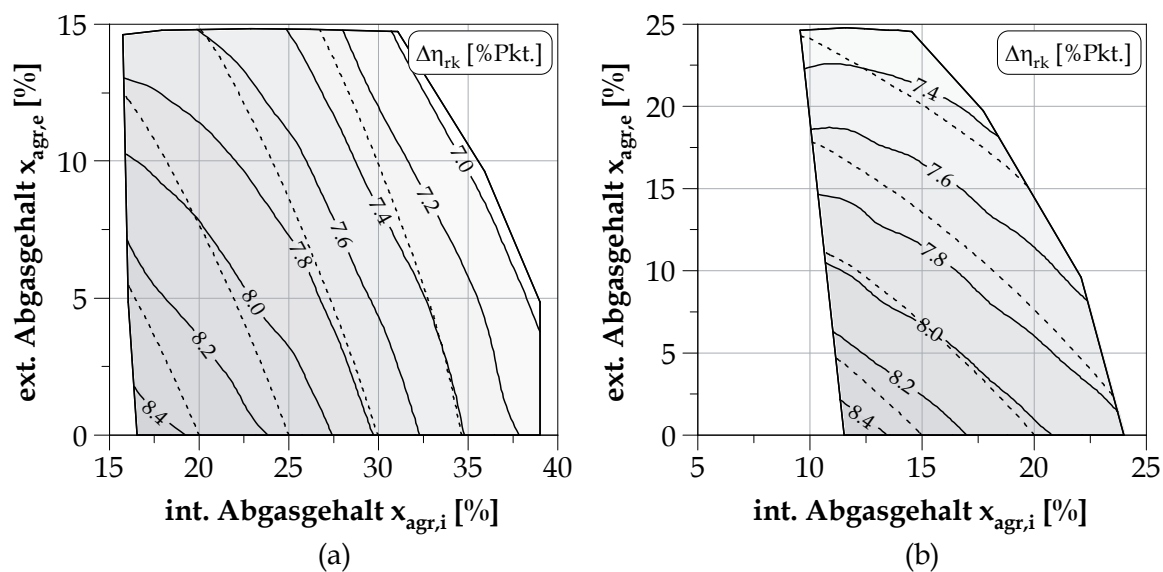 Δη_rk [%Pkt.]
15
10
5
0
ext. Abgasgehalt x_agr,e [%]
7.0
7.2
7.4
7.6
7.8
8.0
8.2
8.4
15 20 25 30 35 40
int. Abgasgehalt x_agr,i [%]
(a)
Δη_rk [%Pkt.]
25
20
15
10
5
0
ext. Abgasgehalt x_agr,e [%]
7.4
7.6
7.8
8.0
8.2
8.4
5 10 15 20 25
int. Abgasgehalt x_agr,i [%]
(b)